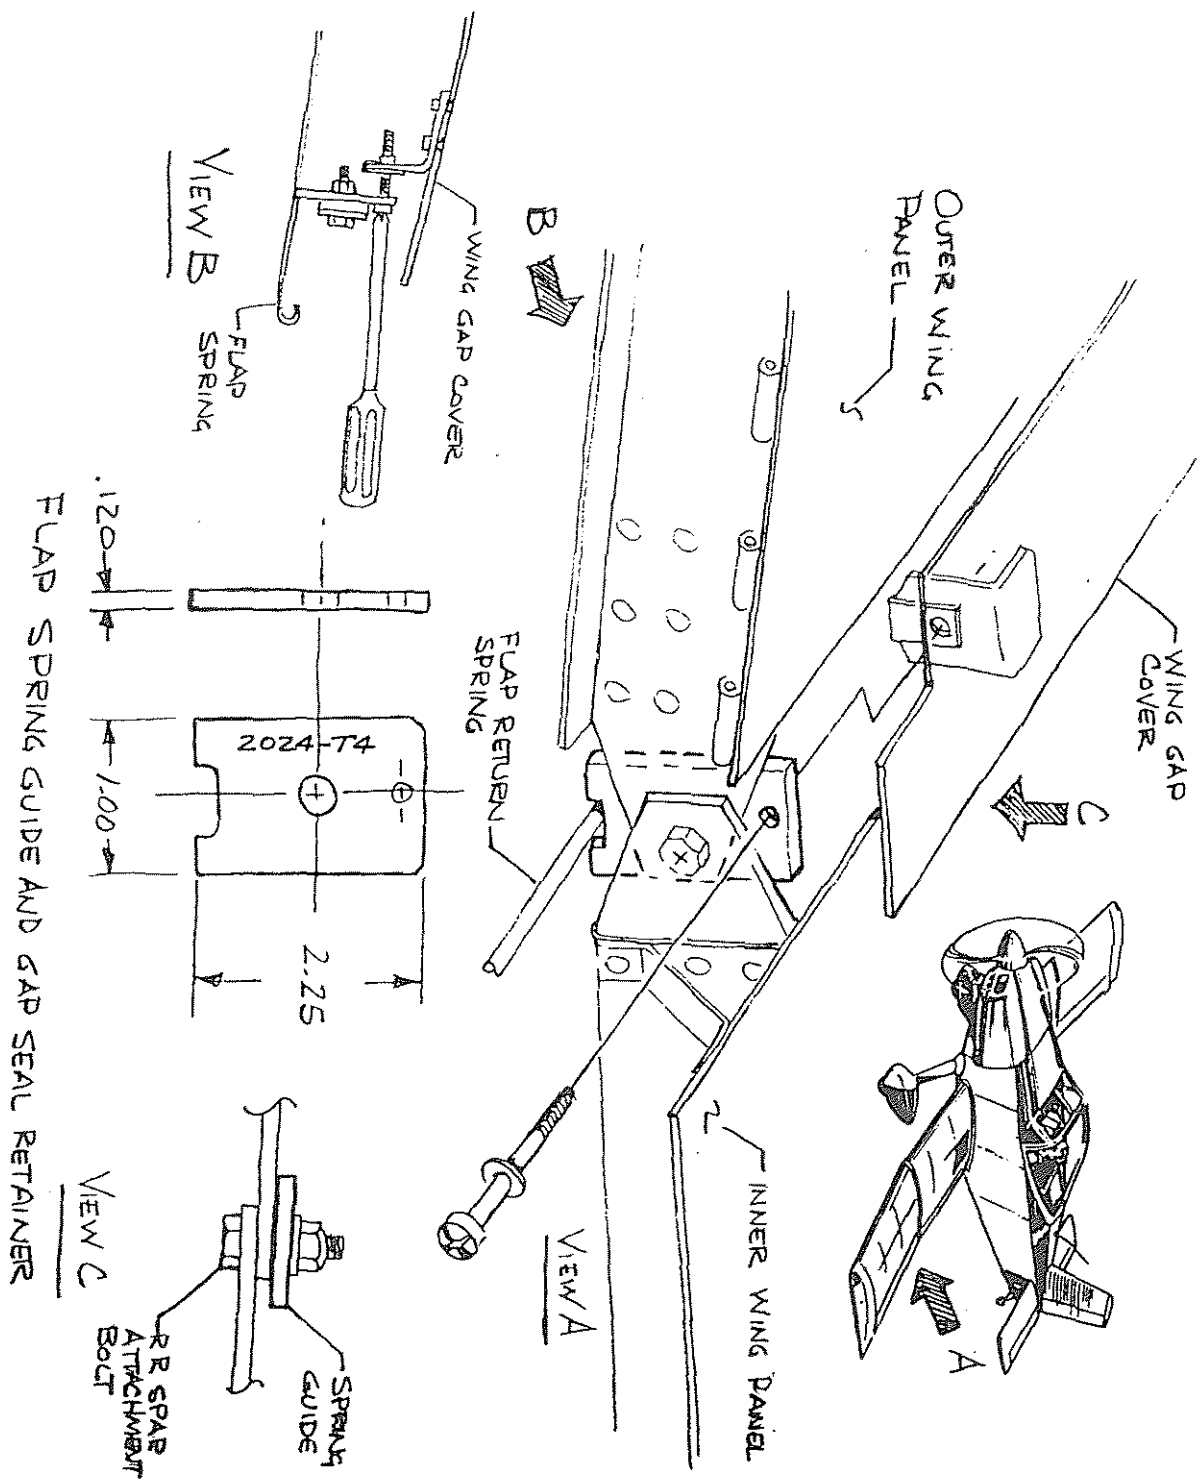 OUTER WING
PANEL
WING GAP
COVER
C
A
B
WING GAP COVER
FLAP
SPRING
VIEW B
FLAP RETURN
SPRING
INNER WING PANEL
VIEW A
.120
2024-T4
1.00
2.25
SPRING
GUIDE
RR SPAR
ATTACHMENT
BOLT
VIEW C
FLAP SPRING GUIDE AND GAP SEAL RETAINER